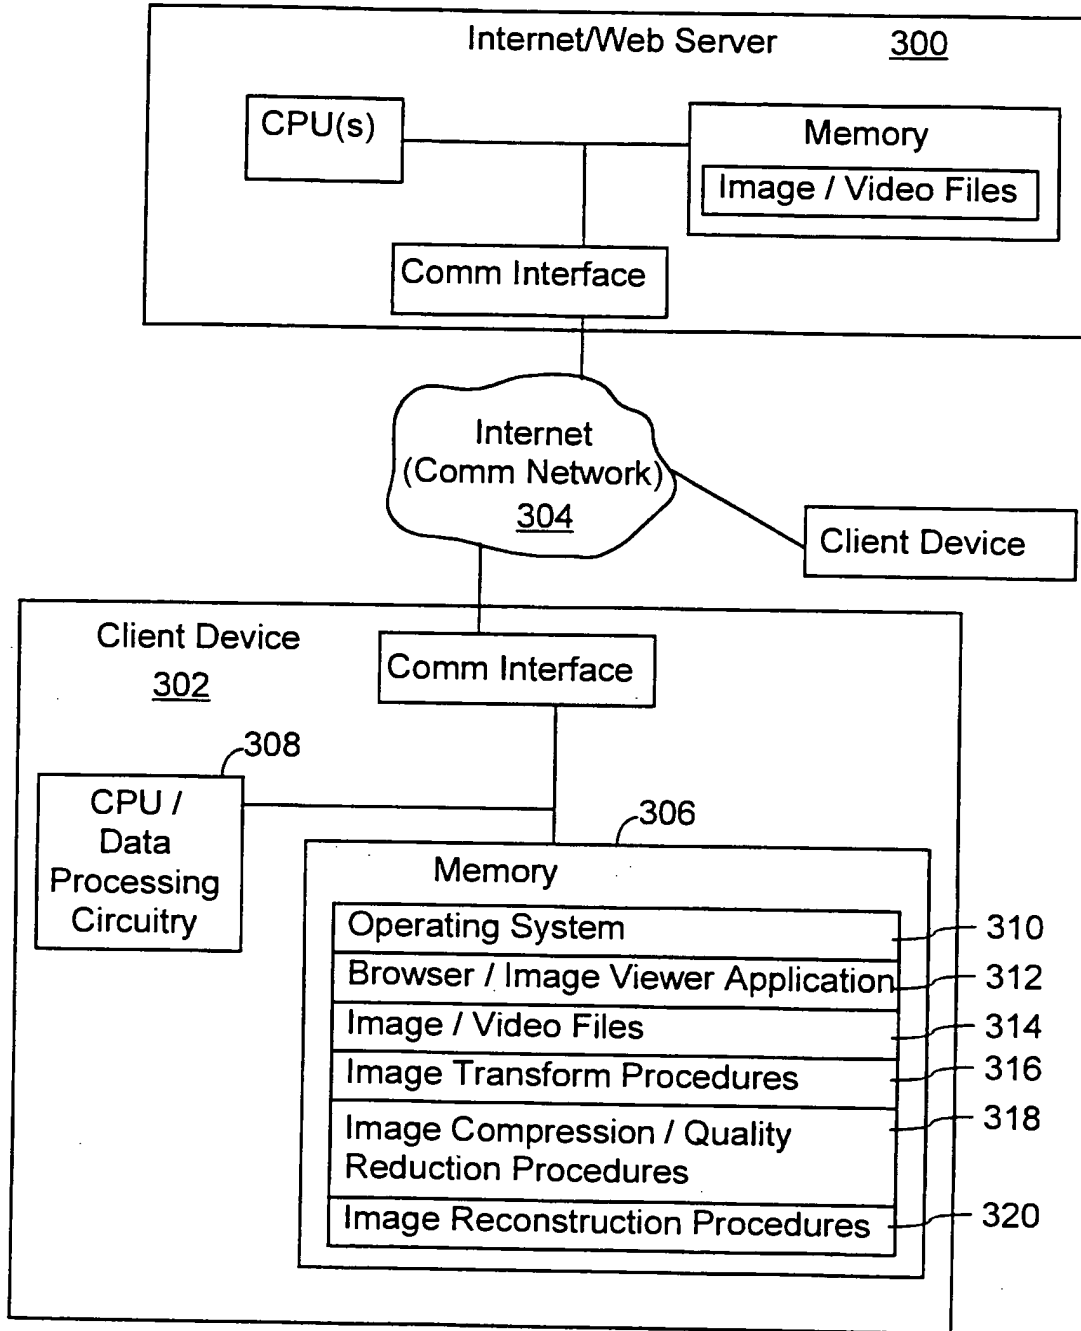 Internet/Web Server 300
CPU(s)
Memory
Image / Video Files
Comm Interface
Internet
(Comm Network)
304
Client Device
Client Device
302
Comm Interface
308
CPU /
Data
Processing
Circuitry
306
Memory
Operating System 310
Browser / Image Viewer Application 312
Image / Video Files 314
Image Transform Procedures 316
Image Compression / Quality 318
Reduction Procedures
Image Reconstruction Procedures 320